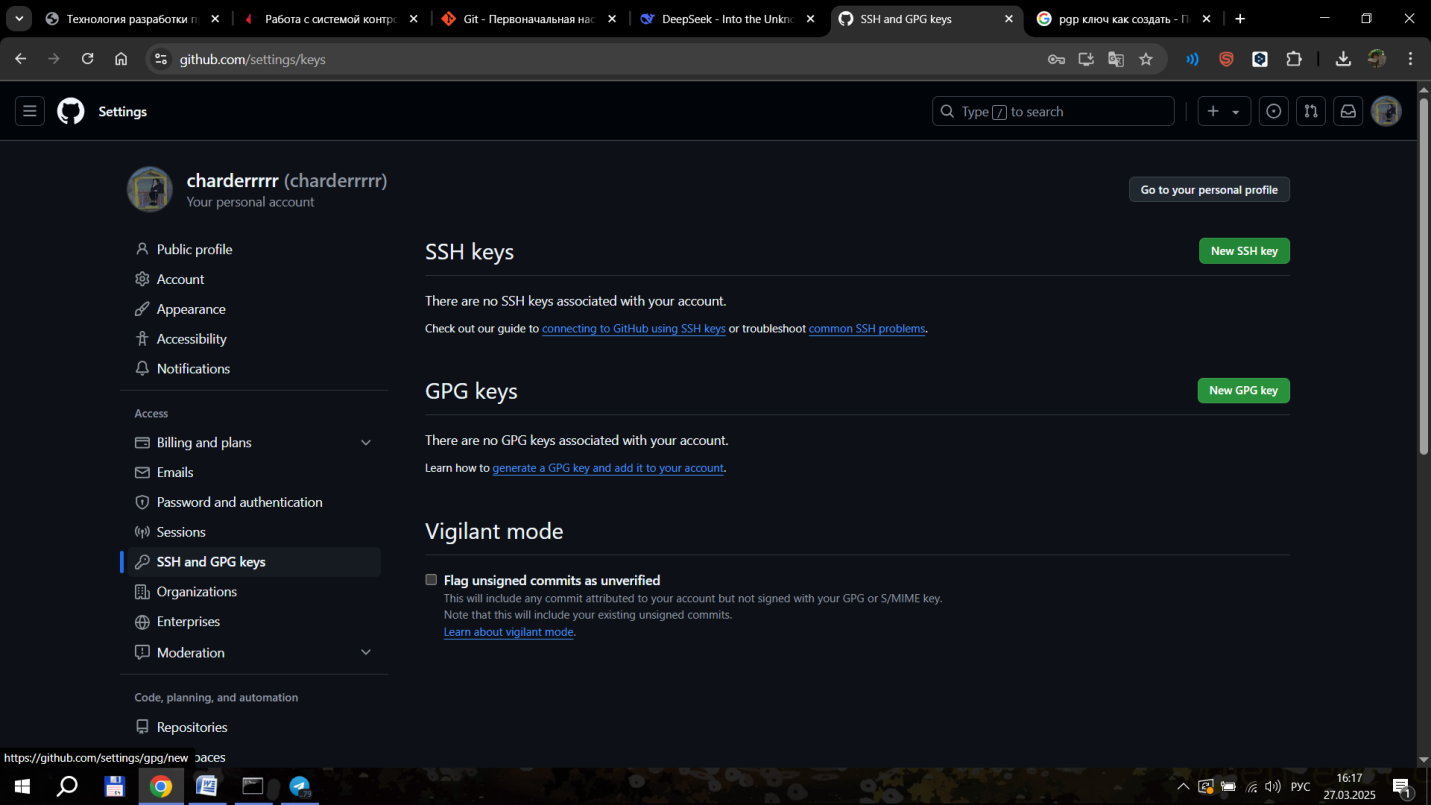 Технология разработки п
Работа с системой контро
Git - Первоначальная нас
DeepSeek - Into the Unkno
SSH and GPG keys
pgp ключ как создать - П
github.com/settings/keys
Settings
Type / to search
charderrrrr (charderrrrr)
Your personal account
Go to your personal profile
Public profile
Account
Appearance
Accessibility
Notifications
Access
Billing and plans
Emails
Password and authentication
Sessions
SSH and GPG keys
Organizations
Enterprises
Moderation
Code, planning, and automation
Repositories
paces
SSH keys
New SSH key
There are no SSH keys associated with your account.
Check out our guide to connecting to GitHub using SSH keys or troubleshoot common SSH problems.
GPG keys
New GPG key
There are no GPG keys associated with your account.
Learn how to generate a GPG key and add it to your account.
Vigilant mode
Flag unsigned commits as unverified
This will include any commit attributed to your account but not signed with your GPG or S/MIME key.
Note that this will include your existing unsigned commits.
Learn about vigilant mode.
https://github.com/settings/gpg/new
79
РУС
16:17
27.03.2025
1